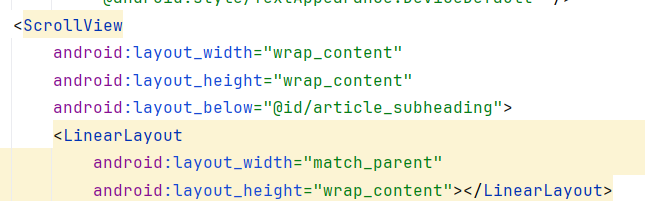 "@android:style/TextAppearance.DeviceDefault" />
<ScrollView
android:layout_width="wrap_content"
android:layout_height="wrap_content"
android:layout_below="@id/article_subheading">
<LinearLayout
android:layout_width="match_parent"
android:layout_height="wrap_content"></LinearLayout>